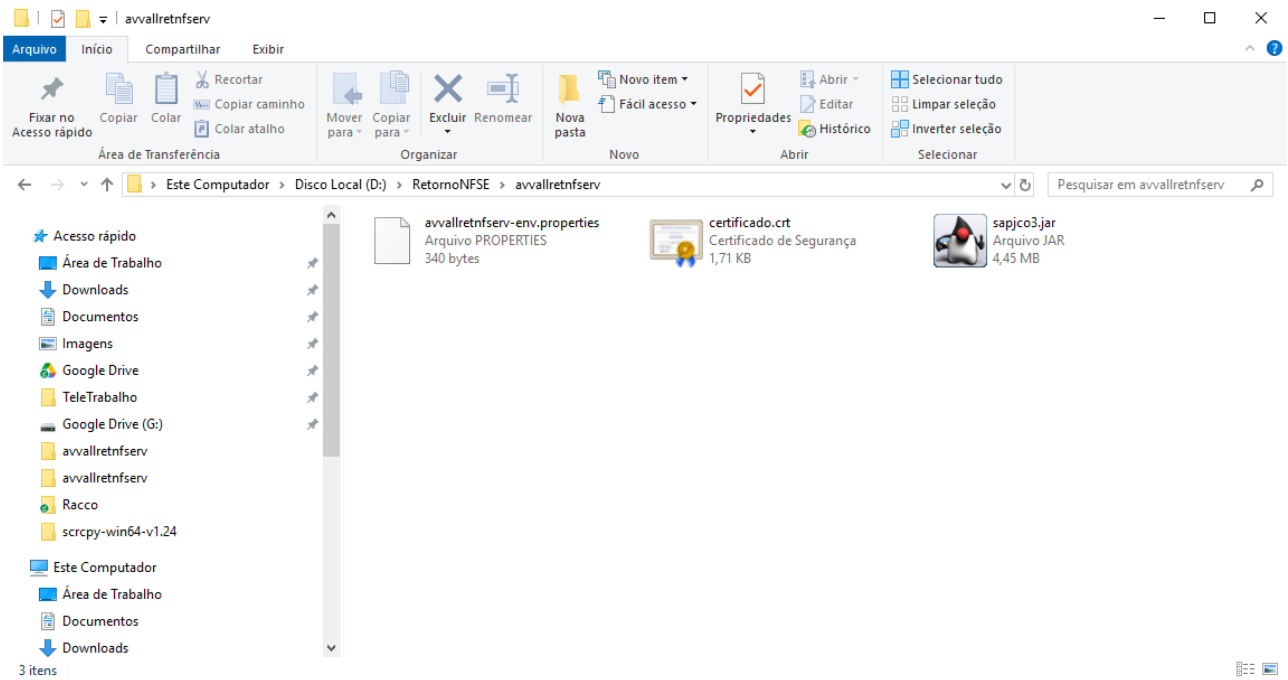 avvallretnfserv
Arquivo Início Compartilhar Exibir
Fixar no Acesso rápido
Copiar
Colar
Recortar
Copiar caminho
Colar atalho
Área de Transferência
Mover para
Copiar para
Excluir
Renomear
Organizar
Nova pasta
Novo item
Fácil acesso
Novo
Propriedades
Abrir
Editar
Histórico
Abrir
Selecionar tudo
Limpar seleção
Inverter seleção
Selecionar
Este Computador > Disco Local (D:) > RetornoNFSE > avvallretnfserv
Pesquisar em avvallretnfserv
Acesso rápido
Área de Trabalho
Downloads
Documentos
Imagens
Google Drive
TeleTrabalho
Google Drive (G:)
avvallretnfserv
avvallretnfserv
Racco
scrcpy-win64-v1.24
Este Computador
Área de Trabalho
Documentos
Downloads
avvallretnfserv-env.properties
Arquivo PROPERTIES
340 bytes
certificado.crt
Certificado de Segurança
1,71 KB
sapjco3.jar
Arquivo JAR
4,45 MB
3 itens